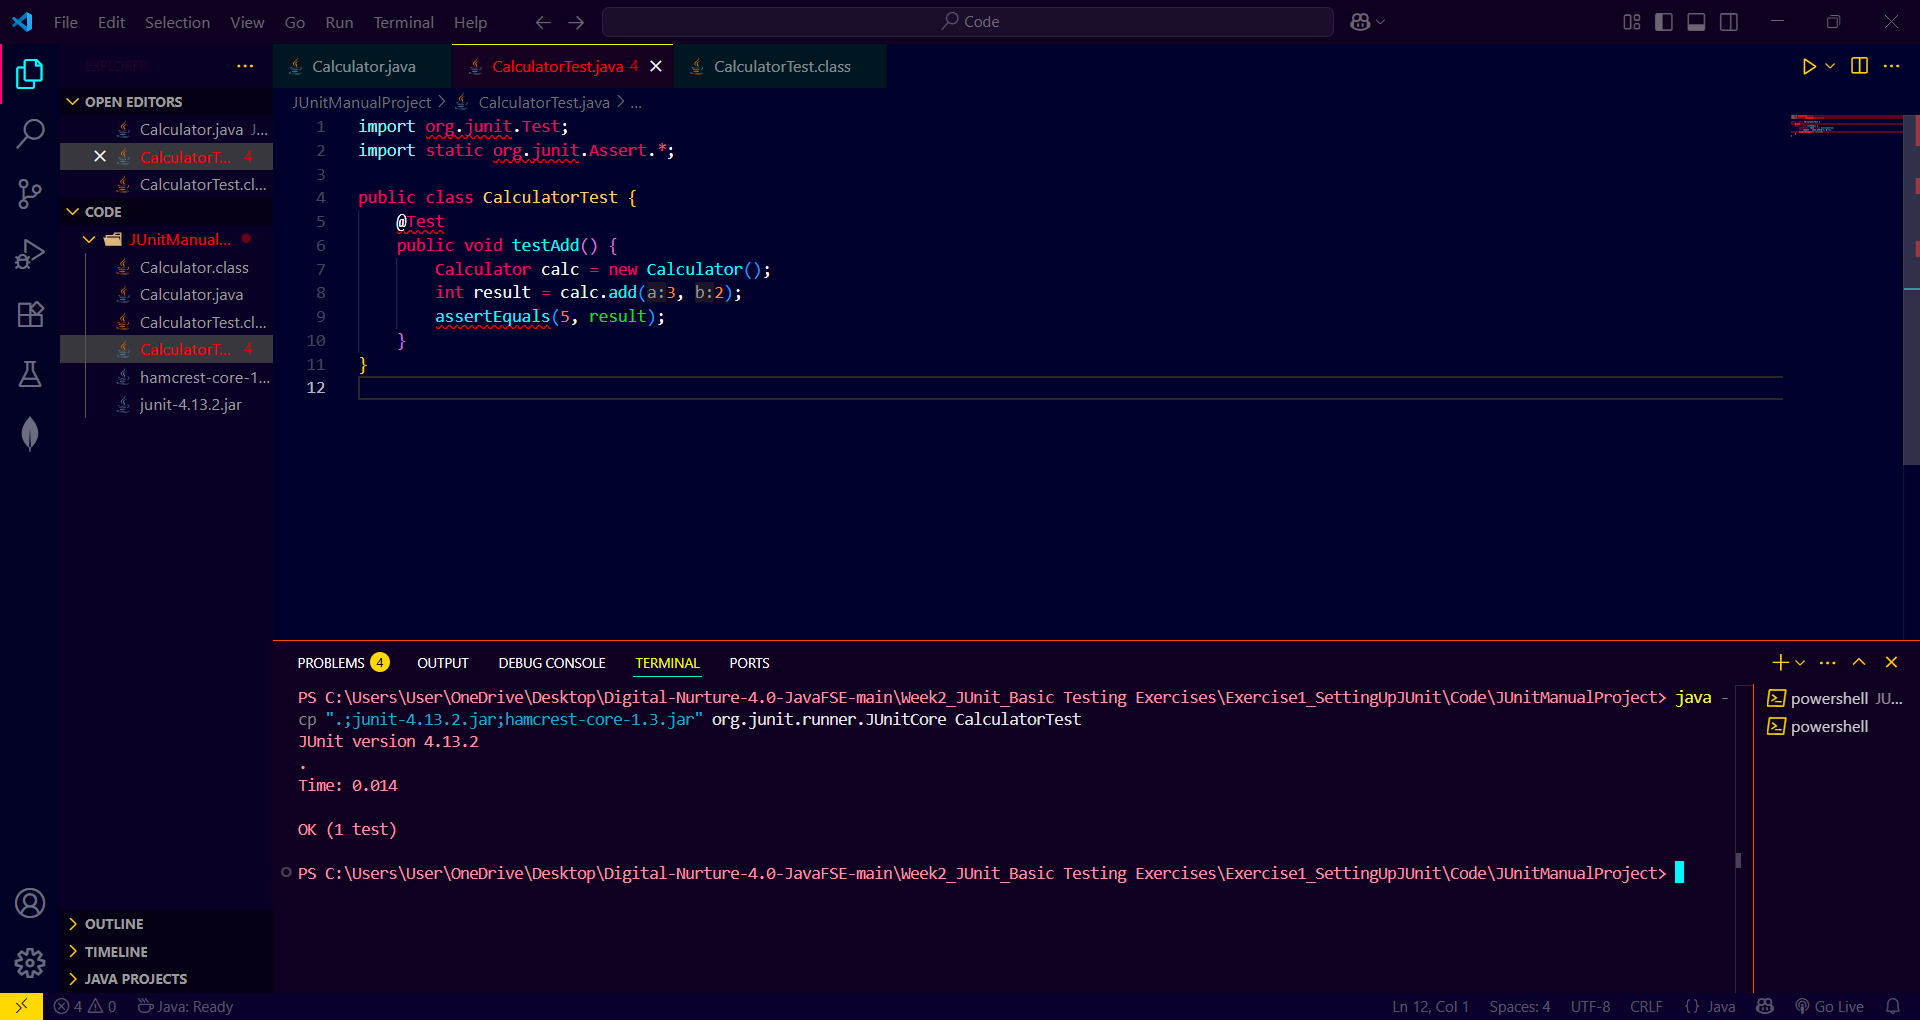 File Edit Selection View Go Run Terminal Help
Code
EXPLORER
OPEN EDITORS
Calculator.java J...
CalculatorT... 4
CalculatorTest.cl...
CODE
JUnitManual...
Calculator.class
Calculator.java
CalculatorTest.cl...
CalculatorT... 4
hamcrest-core-1...
junit-4.13.2.jar
OUTLINE
TIMELINE
JAVA PROJECTS
Calculator.java CalculatorTest.java 4 CalculatorTest.class
JUnitManualProject > CalculatorTest.java > ...
1 import org.junit.Test;
2 import static org.junit.Assert.*;
3
4 public class CalculatorTest {
5 @Test
6 public void testAdd() {
7 Calculator calc = new Calculator();
8 int result = calc.add(a:3, b:2);
9 assertEquals(5, result);
10 }
11 }
12
PROBLEMS 4 OUTPUT DEBUG CONSOLE TERMINAL PORTS
PS C:\Users\User\OneDrive\Desktop\Digital-Nurture-4.0-JavaFSE-main\Week2_JUnit_Basic Testing Exercises\Exercise1_SettingUpJUnit\Code\JUnitManualProject> java -
cp ".;junit-4.13.2.jar;hamcrest-core-1.3.jar" org.junit.runner.JUnitCore CalculatorTest
JUnit version 4.13.2
.
Time: 0.014
OK (1 test)
PS C:\Users\User\OneDrive\Desktop\Digital-Nurture-4.0-JavaFSE-main\Week2_JUnit_Basic Testing Exercises\Exercise1_SettingUpJUnit\Code\JUnitManualProject>
powershell JU...
powershell
4 0 Java: Ready
Ln 12, Col 1 Spaces: 4 UTF-8 CRLF {} Java Go Live